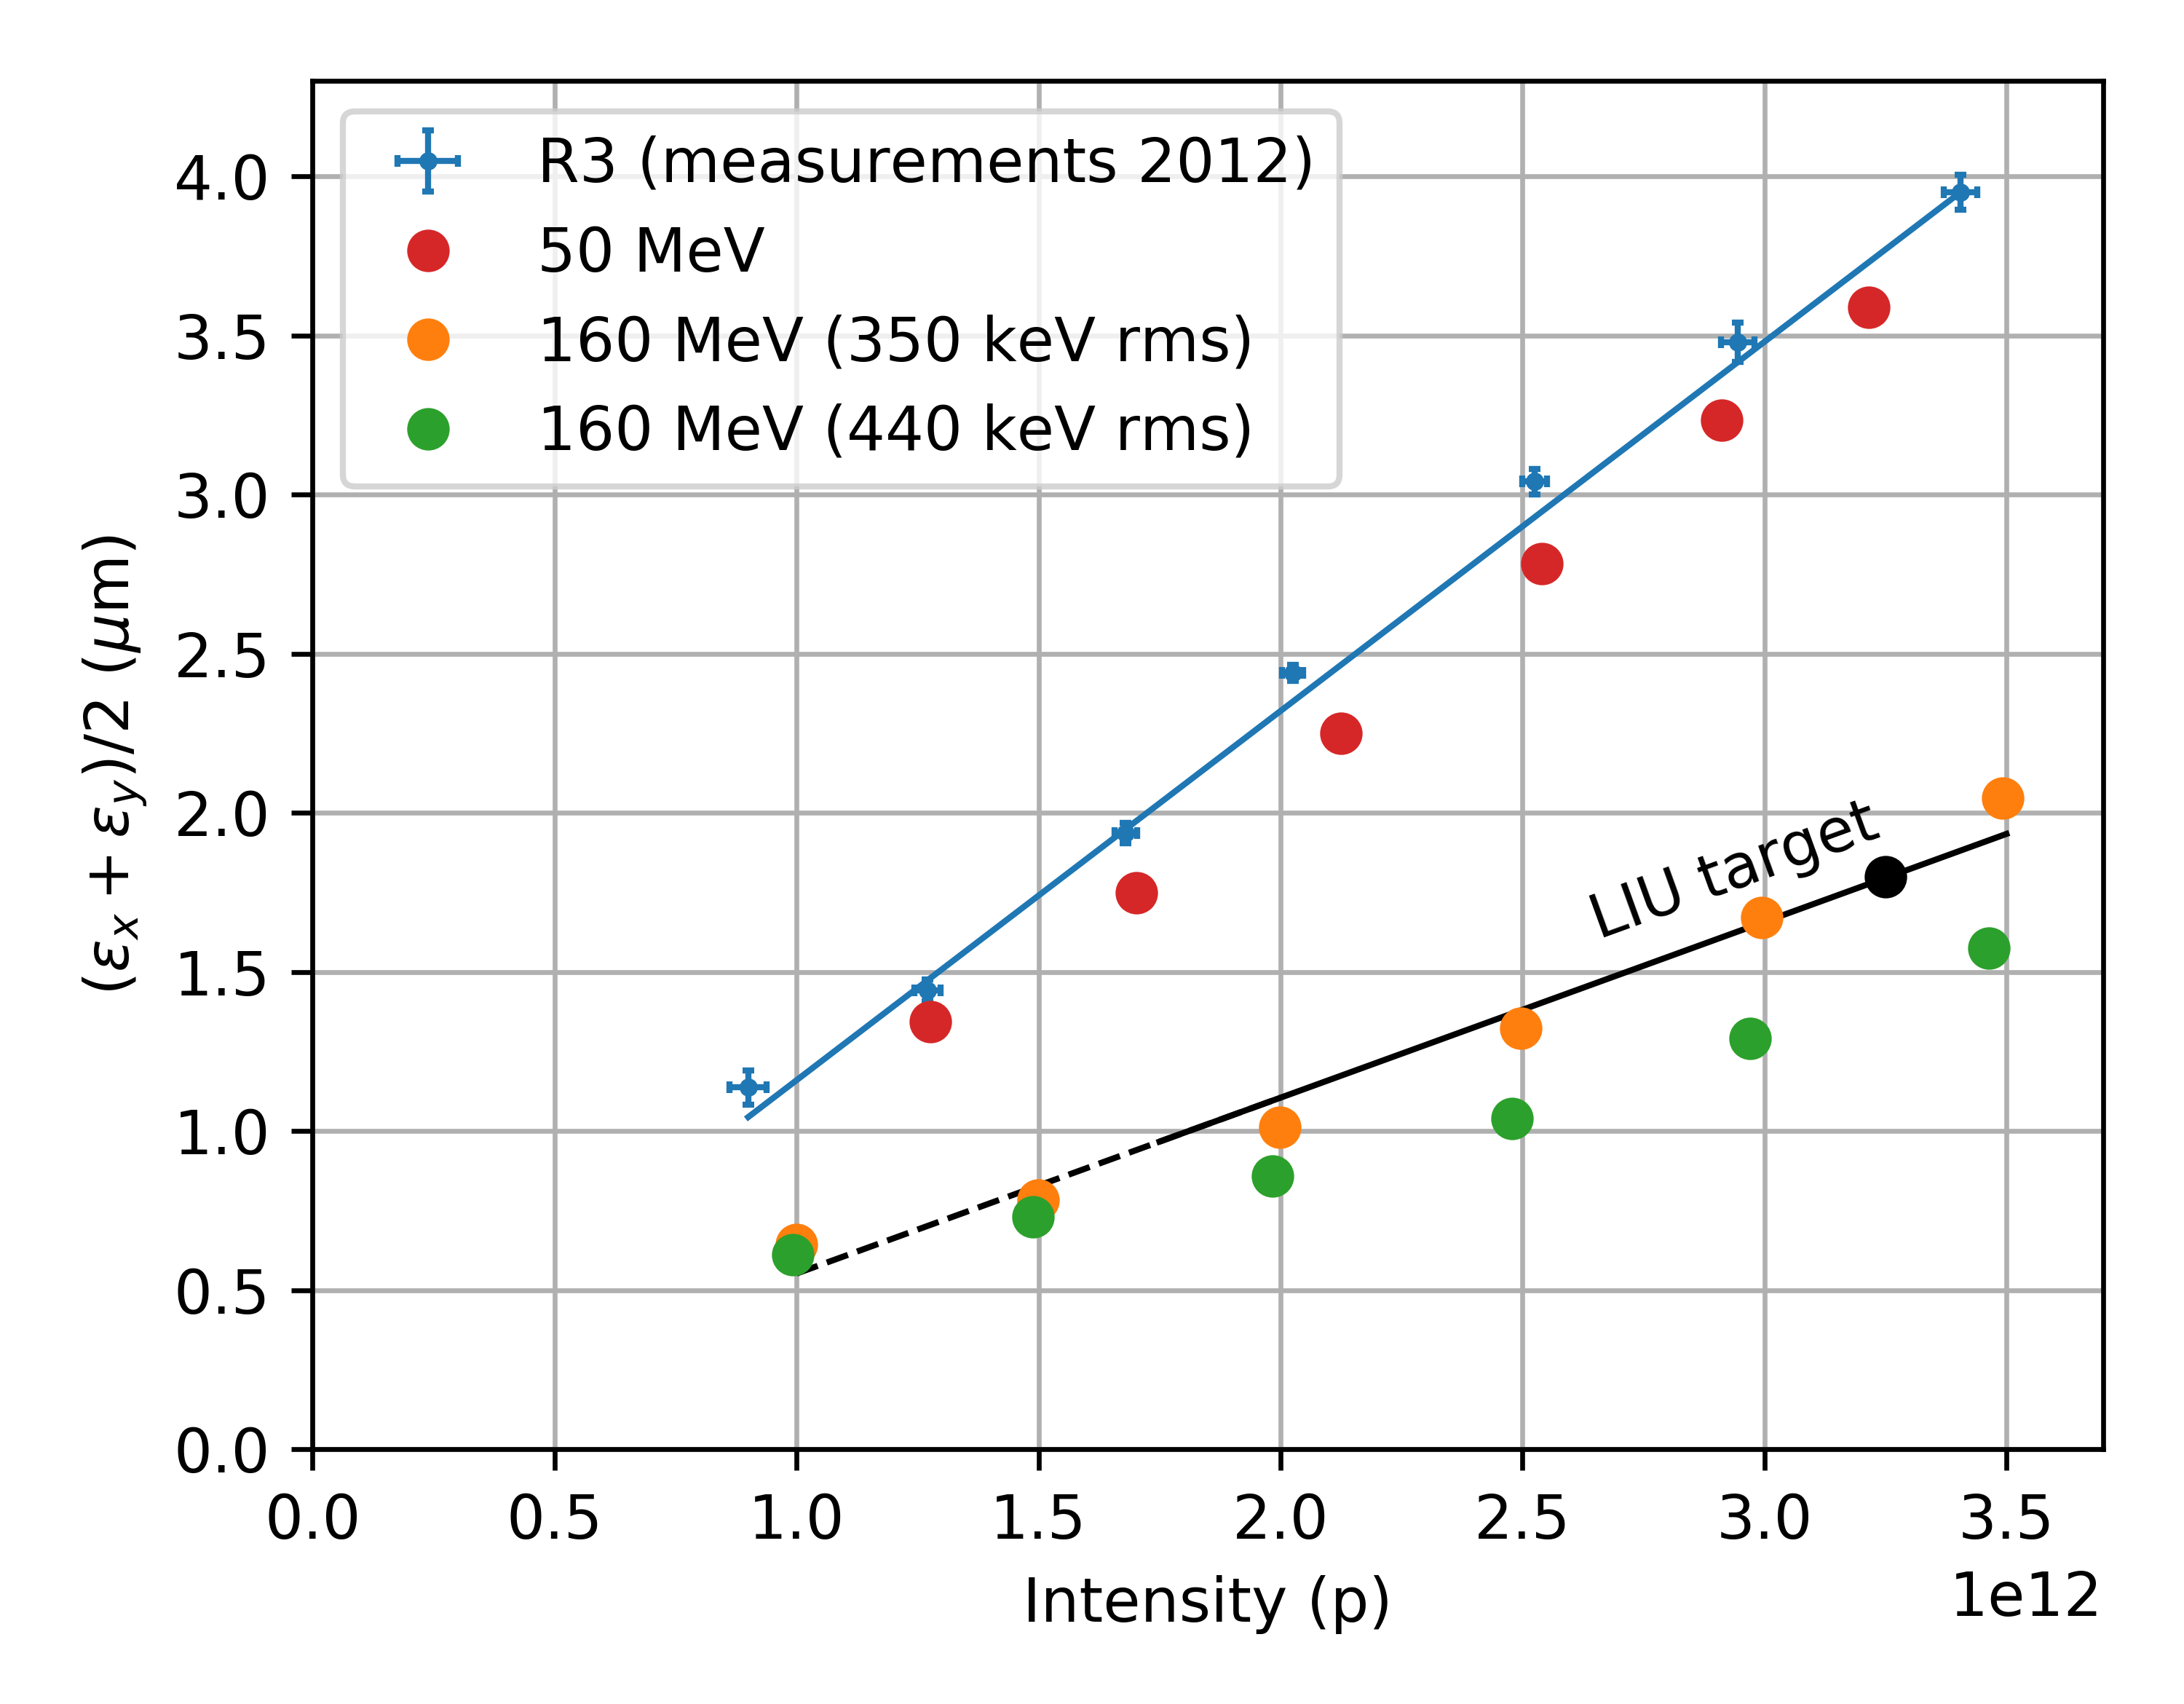 R3 (measurements 2012)
50 MeV
160 MeV (350 keV rms)
160 MeV (440 keV rms)
LIU target
(εx + εy)/2 (μm)
4.0
3.5
3.0
2.5
2.0
1.5
1.0
0.5
0.0
0.0 0.5 1.0 1.5 2.0 2.5 3.0 3.5
1e12
Intensity (p)